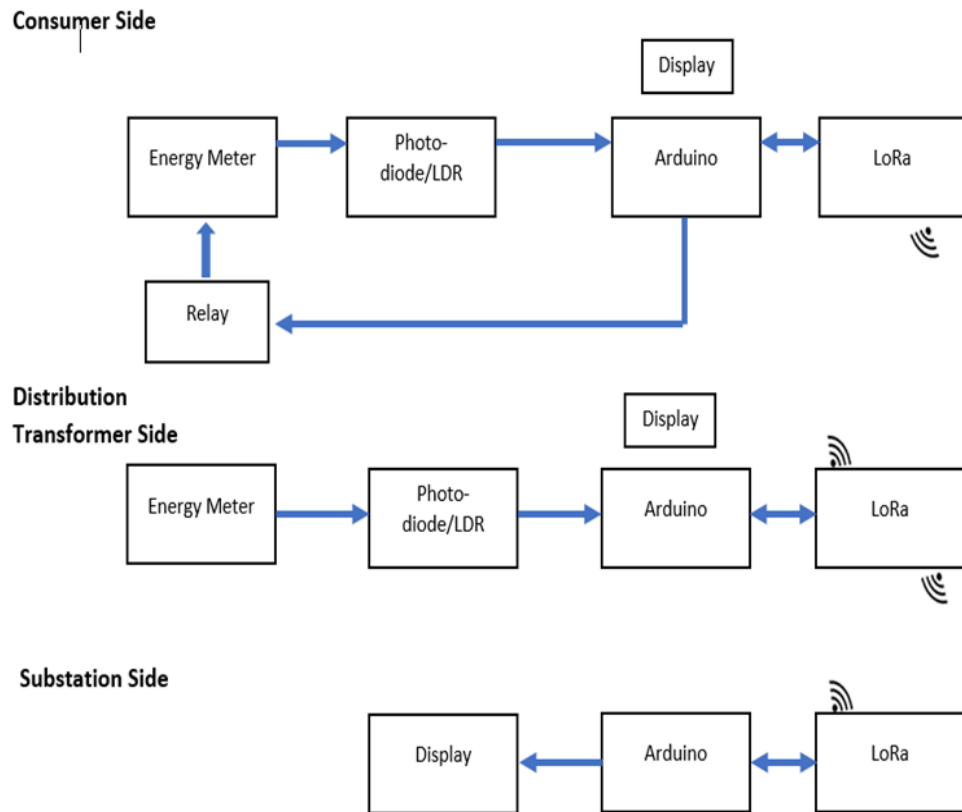 Consumer Side
Display
Energy Meter
Photo-
diode/LDR
Arduino
LoRa
Relay
Distribution
Transformer Side
Display
Energy Meter
Photo-
diode/LDR
Arduino
LoRa
Substation Side
Display
Arduino
LoRa